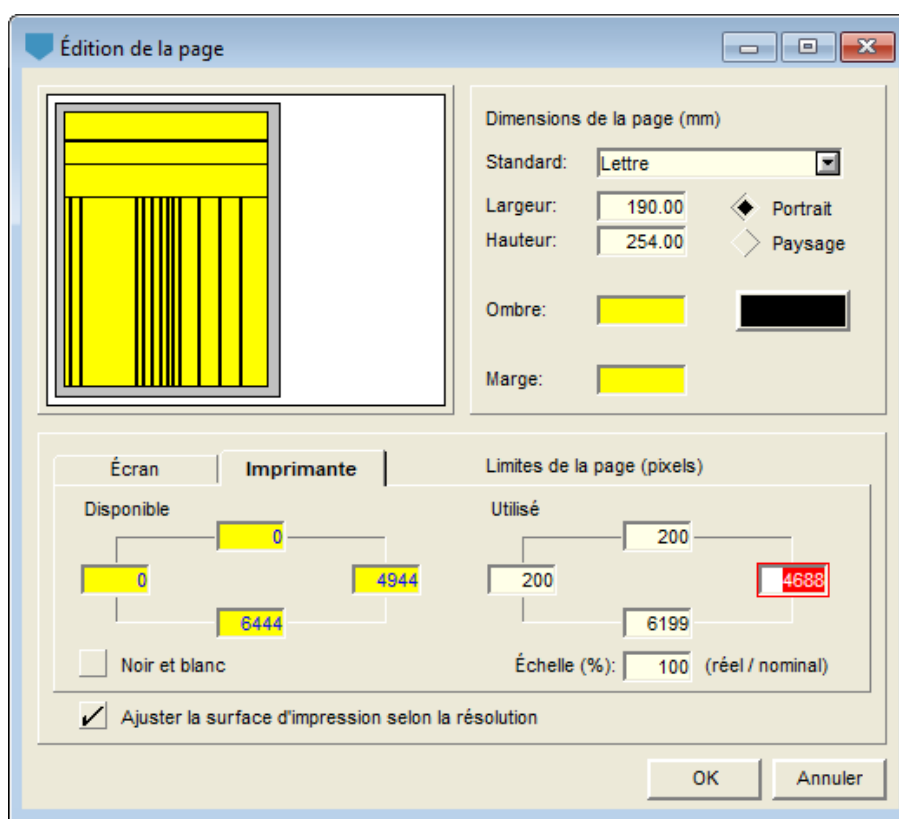 Édition de la page
Dimensions de la page (mm)
Standard: Lettre
Largeur: 190.00 Portrait
Hauteur: 254.00 Paysage
Ombre:
Marge:
Écran Imprimante Limites de la page (pixels)
Disponible Utilisé
0 200
0 4944 200 4688
6444 6199
Noir et blanc Échelle (%): 100 (réel / nominal)
Ajuster la surface d'impression selon la résolution
OK Annuler